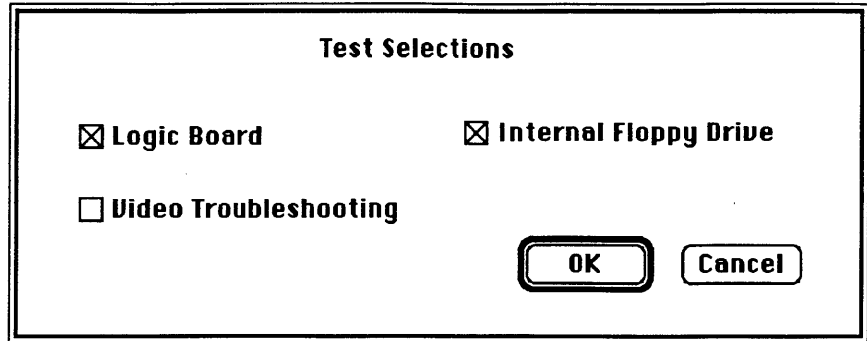 Test Selections
Logic Board
Internal Floppy Drive
Video Troubleshooting
OK
Cancel